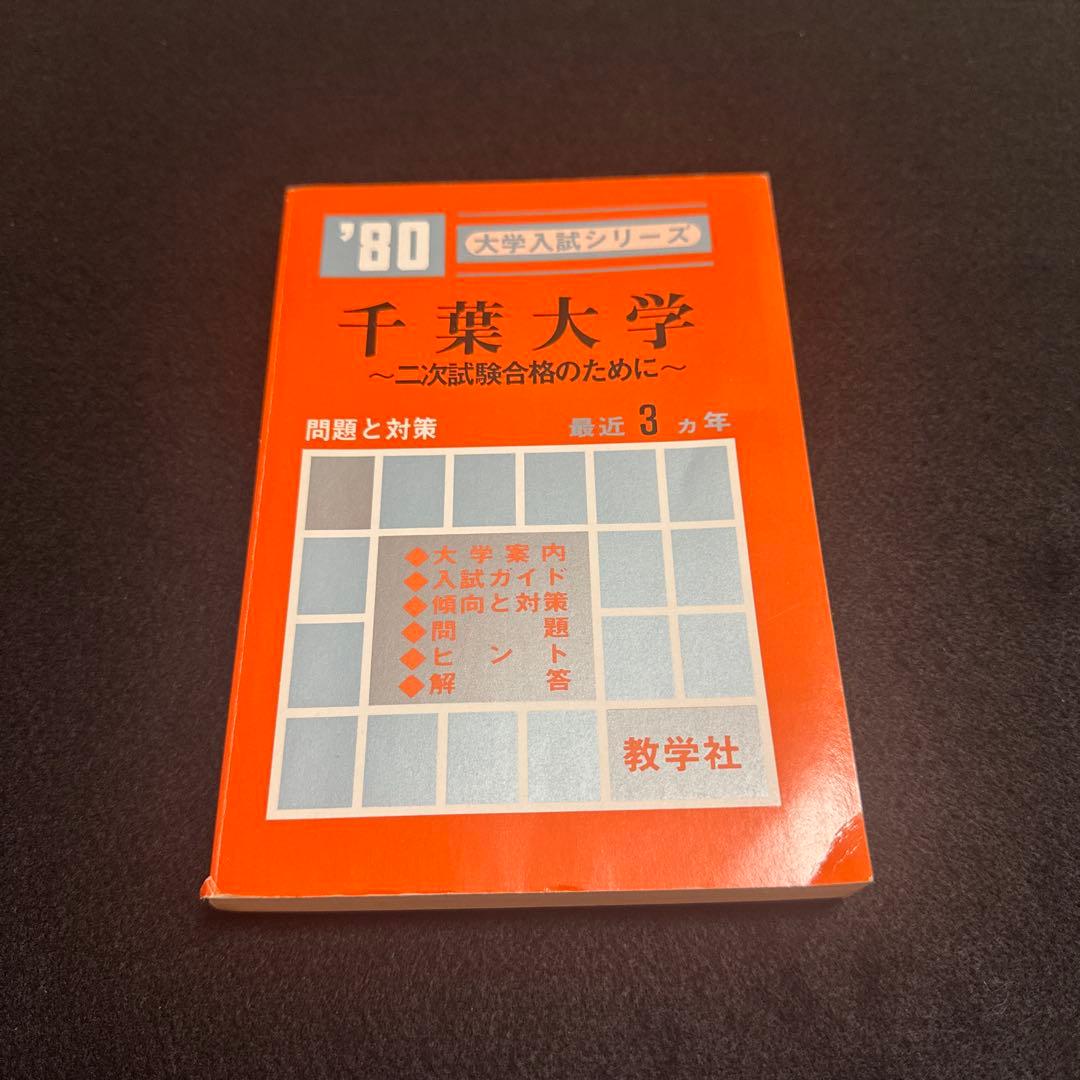 '80
大学入試シリーズ
千葉大学
〜二次試験合格のために〜
問題と対策
最近3ヵ年
◆大学案内
◆入試ガイド
◆傾向と対策
◆問題
◆ヒント
◆解答
教学社